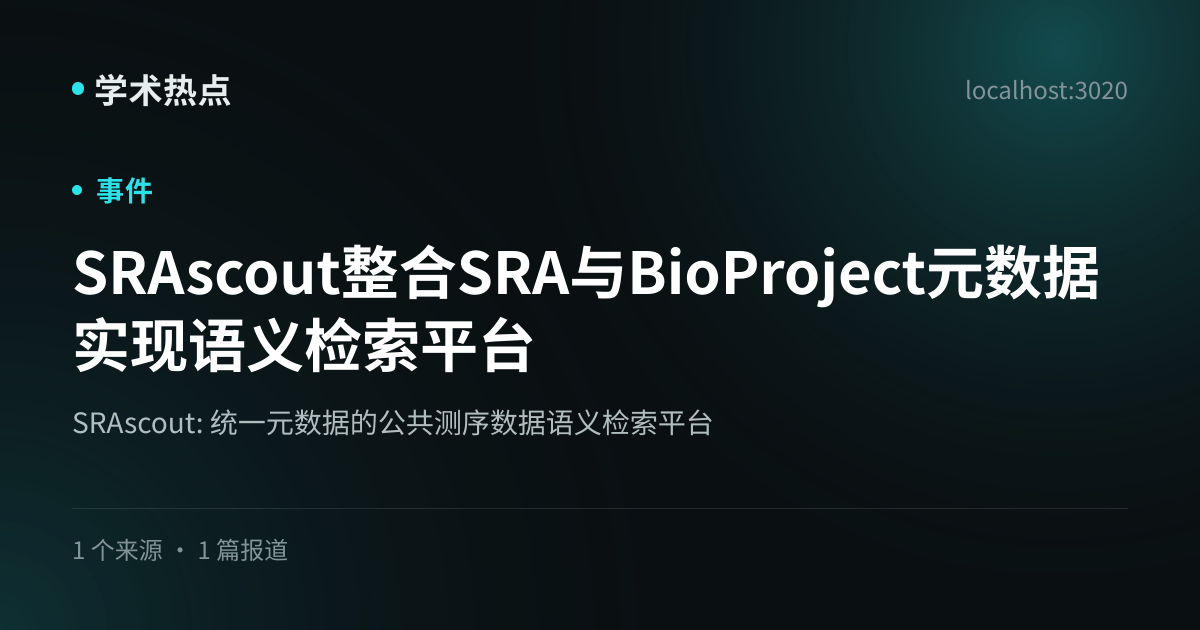 学术热点
localhost:3020
事件
SRAscout整合SRA与BioProject元数据
实现语义检索平台
SRAscout: 统一元数据的公共测序数据语义检索平台
1 个来源 · 1 篇报道